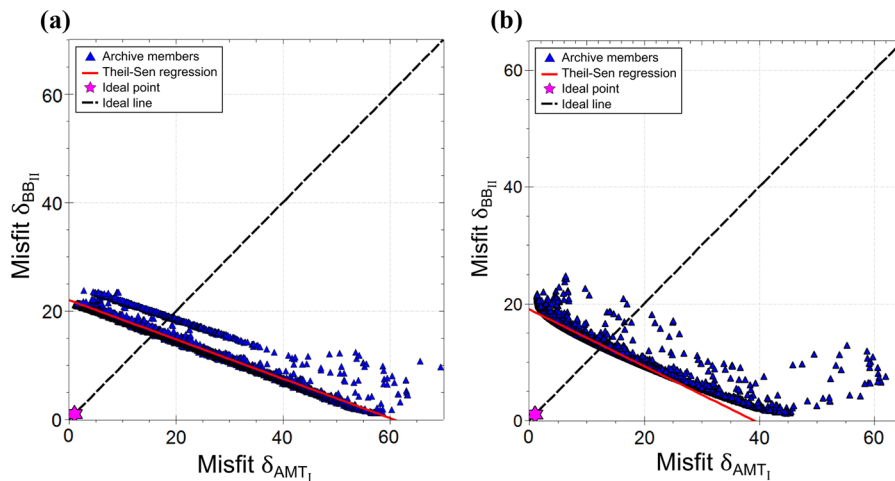 (a)
Archive members
Theil-Sen regression
Ideal point
Ideal line
Misfit δBBII
60
40
20
0
0 20 40 60
Misfit δAMTI
(b)
Archive members
Theil-Sen regression
Ideal point
Ideal line
Misfit δBBII
60
40
20
0
0 20 40 60
Misfit δAMTI